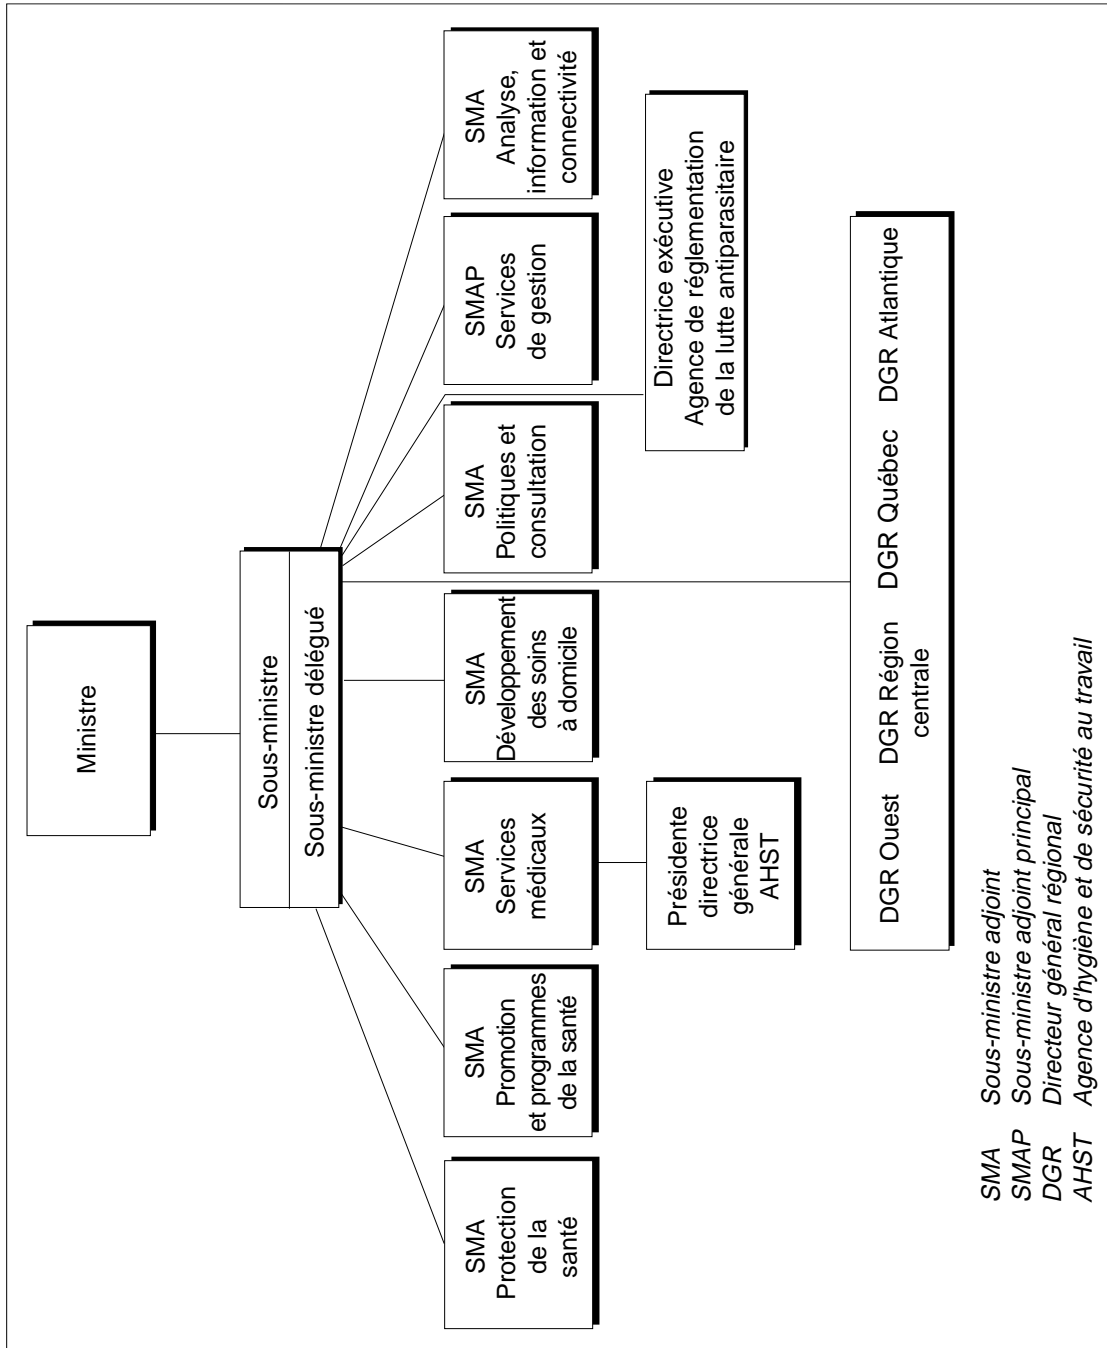 Ministre
Sous-ministre
Sous-ministre délégué
SMA
Protection
de la
santé
SMA
Promotion
et programmes
de la santé
SMA
Services
médicaux
SMA
Développement
des soins
à domicile
SMA
Politiques et
consultation
SMAP
Services
de gestion
SMA
Analyse,
information et
connectivité
Présidente
directrice
générale
AHST
Directrice exécutive
Agence de réglementation
de la lutte antiparasitaire
DGR Ouest
DGR Région
centrale
DGR Québec
DGR Atlantique
SMA Sous-ministre adjoint
SMAP Sous-ministre adjoint principal
DGR Directeur général régional
AHST Agence d'hygiène et de sécurité au travail